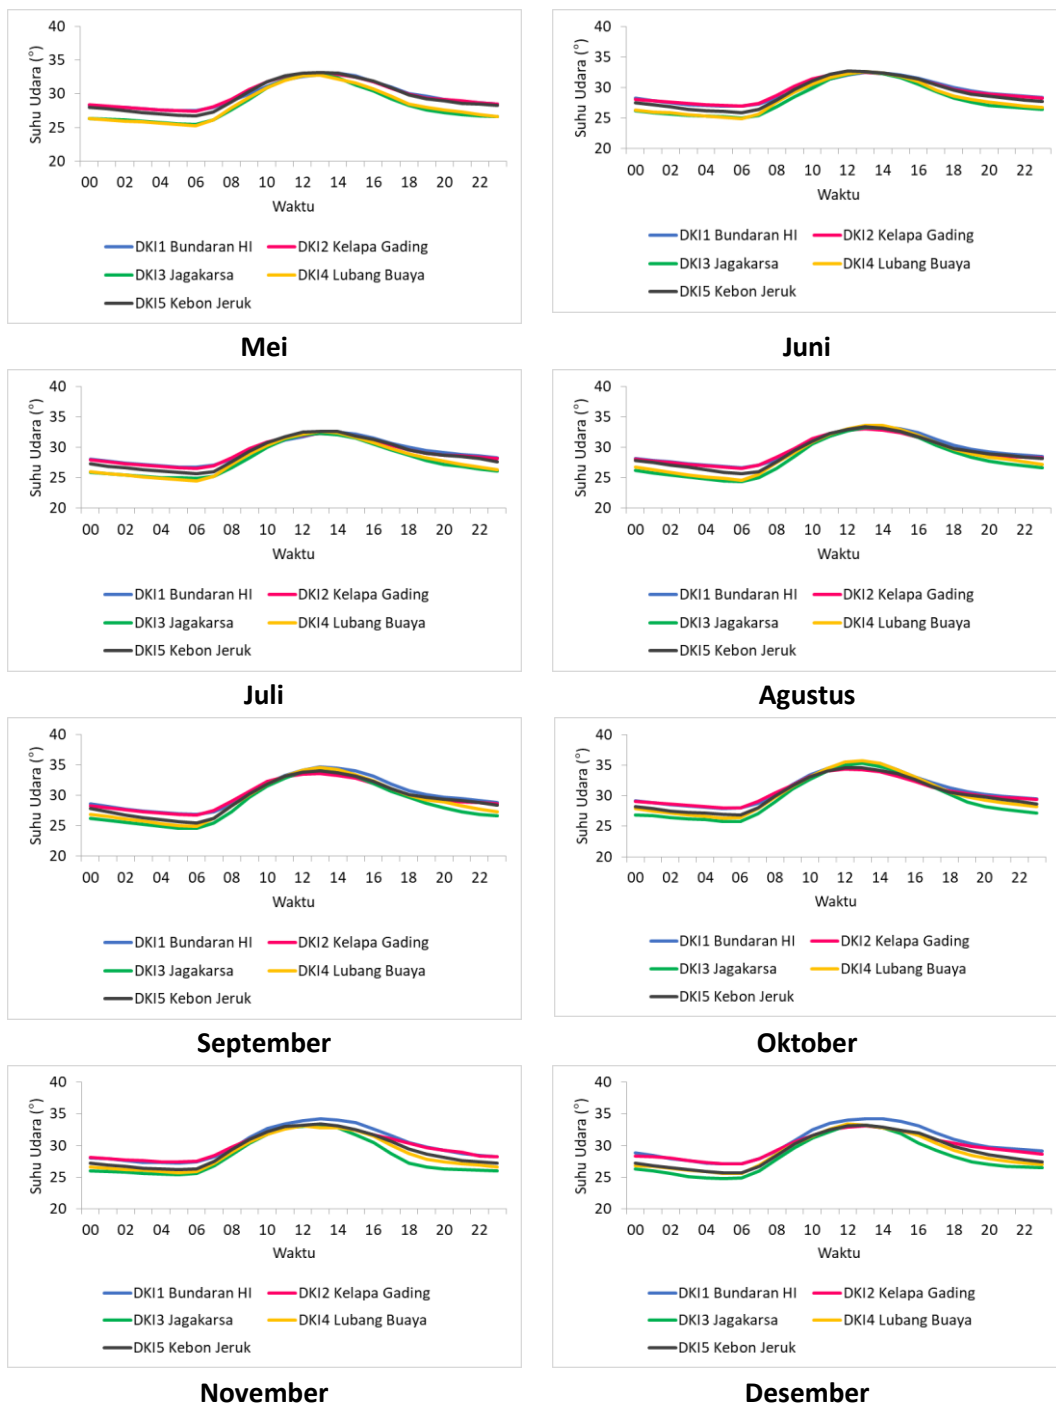 40
35
30
25
20
Suhu Udara (°)
00 02 04 06 08 10 12 14 16 18 20 22
Waktu
DKI1 Bundaran HI DKI2 Kelapa Gading
DKI3 Jagakarsa DKI4 Lubang Buaya
DKI5 Kebon Jeruk
Mei
40
35
30
25
20
Suhu Udara (°)
00 02 04 06 08 10 12 14 16 18 20 22
Waktu
DKI1 Bundaran HI DKI2 Kelapa Gading
DKI3 Jagakarsa DKI4 Lubang Buaya
DKI5 Kebon Jeruk
Juni
40
35
30
25
20
Suhu Udara (°)
00 02 04 06 08 10 12 14 16 18 20 22
Waktu
DKI1 Bundaran HI DKI2 Kelapa Gading
DKI3 Jagakarsa DKI4 Lubang Buaya
DKI5 Kebon Jeruk
Juli
40
35
30
25
20
Suhu Udara (°)
00 02 04 06 08 10 12 14 16 18 20 22
Waktu
DKI1 Bundaran HI DKI2 Kelapa Gading
DKI3 Jagakarsa DKI4 Lubang Buaya
DKI5 Kebon Jeruk
Agustus
40
35
30
25
20
Suhu Udara (°)
00 02 04 06 08 10 12 14 16 18 20 22
Waktu
DKI1 Bundaran HI DKI2 Kelapa Gading
DKI3 Jagakarsa DKI4 Lubang Buaya
DKI5 Kebon Jeruk
September
40
35
30
25
20
Suhu Udara (°)
00 02 04 06 08 10 12 14 16 18 20 22
Waktu
DKI1 Bundaran HI DKI2 Kelapa Gading
DKI3 Jagakarsa DKI4 Lubang Buaya
DKI5 Kebon Jeruk
Oktober
40
35
30
25
20
Suhu Udara (°)
00 02 04 06 08 10 12 14 16 18 20 22
Waktu
DKI1 Bundaran HI DKI2 Kelapa Gading
DKI3 Jagakarsa DKI4 Lubang Buaya
DKI5 Kebon Jeruk
November
40
35
30
25
20
Suhu Udara (°)
00 02 04 06 08 10 12 14 16 18 20 22
Waktu
DKI1 Bundaran HI DKI2 Kelapa Gading
DKI3 Jagakarsa DKI4 Lubang Buaya
DKI5 Kebon Jeruk
Desember